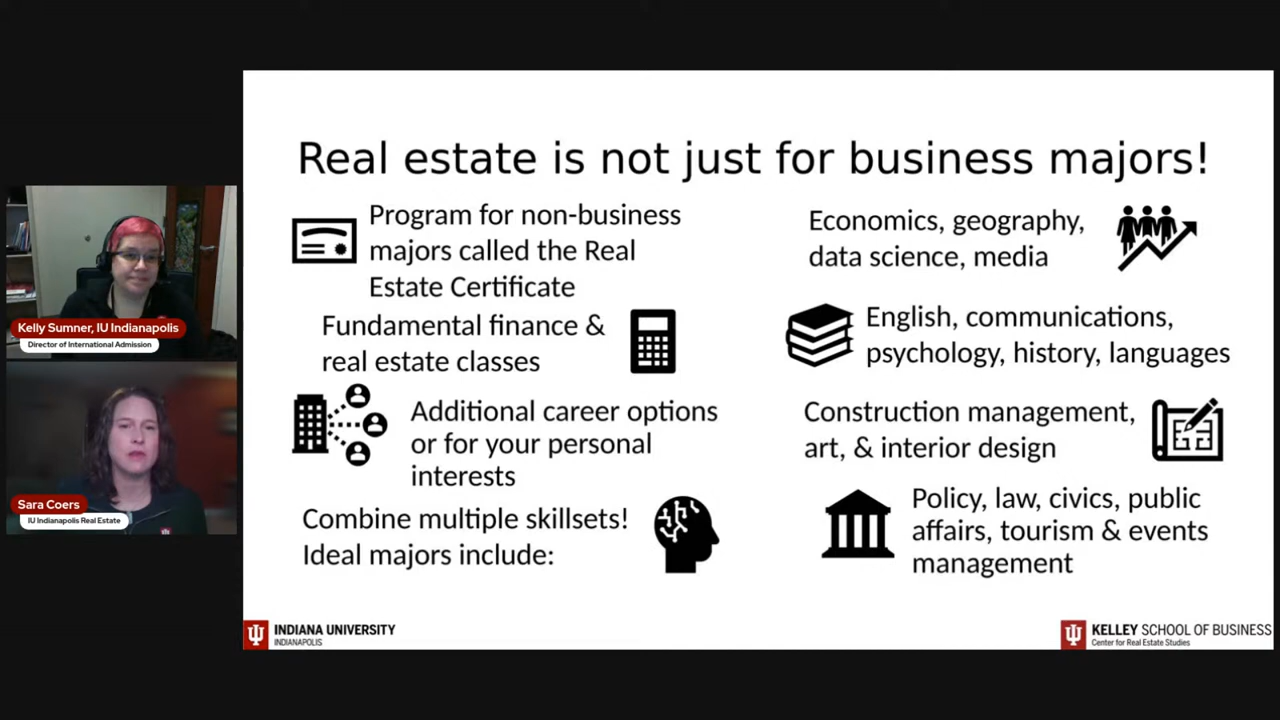 Real estate is not just for business majors!
Program for non-business
majors called the Real
Estate Certificate
Fundamental finance &
real estate classes
Additional career options
or for your personal
interests
Combine multiple skillsets!
Ideal majors include:
Economics, geography,
data science, media
English, communications,
psychology, history, languages
Construction management,
art, & interior design
Policy, law, civics, public
affairs, tourism & events
management
Kelly Sumner, IU Indianapolis
Director of International Admission
Sara Coers
IU Indianapolis Real Estate
INDIANA UNIVERSITY
INDIANAPOLIS
KELLEY SCHOOL OF BUSINESS
Center for Real Estate Studies